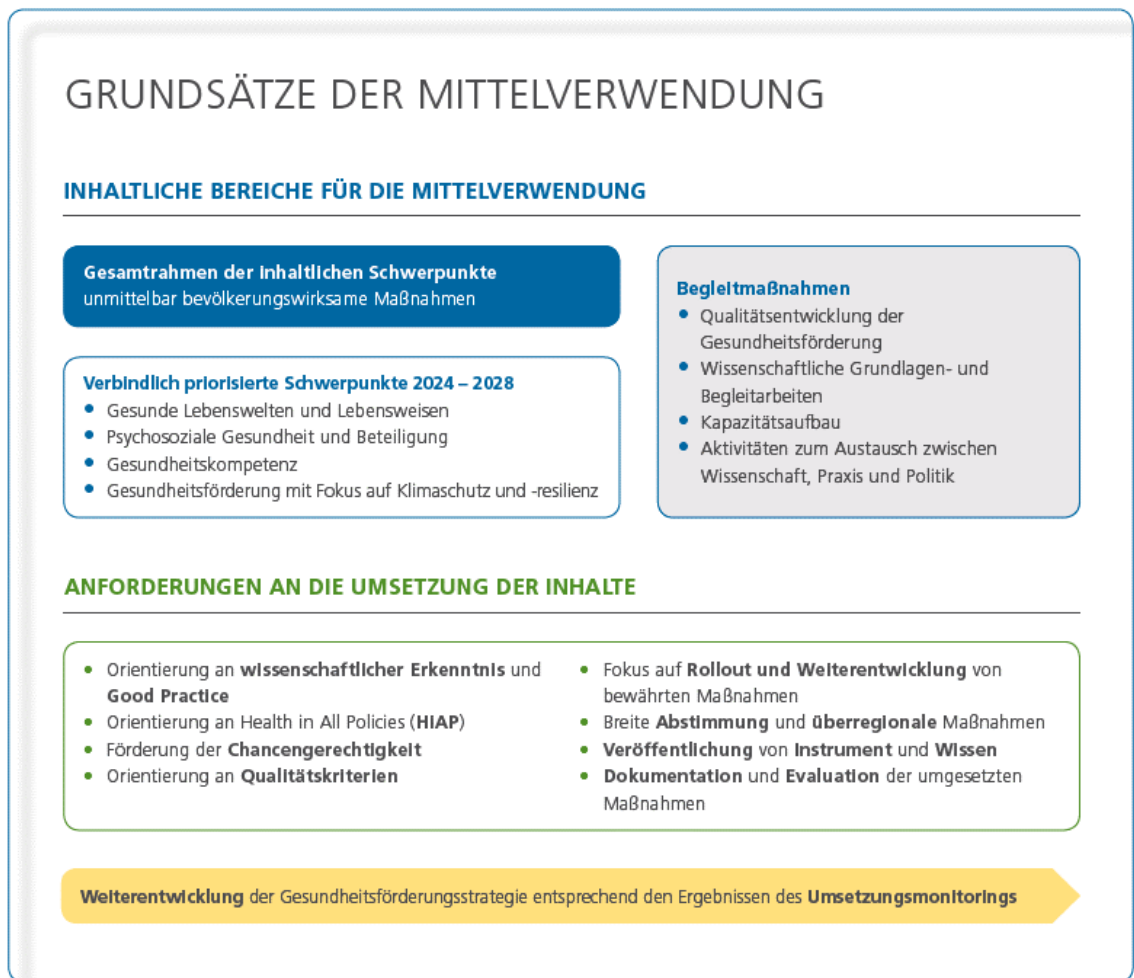 GRUNDSÄTZE DER MITTELVERWENDUNG
INHALTLICHE BEREICHE FÜR DIE MITTELVERWENDUNG
Gesamtrahmen der inhaltlichen Schwerpunkte
unmittelbar bevölkerungswirksame Maßnahmen
Verbindlich priorisierte Schwerpunkte 2024 – 2028
• Gesunde Lebenswelten und Lebensweisen
• Psychosoziale Gesundheit und Beteiligung
• Gesundheitskompetenz
• Gesundheitsförderung mit Fokus auf Klimaschutz und -resilienz
Begleitmaßnahmen
• Qualitätsentwicklung der
Gesundheitsförderung
• Wissenschaftliche Grundlagen- und
Begleitarbeiten
• Kapazitätsaufbau
• Aktivitäten zum Austausch zwischen
Wissenschaft, Praxis und Politik
ANFORDERUNGEN AN DIE UMSETZUNG DER INHALTE
• Orientierung an wissenschaftlicher Erkenntnis und
Good Practice
• Orientierung an Health in All Policies (HIAP)
• Förderung der Chancengerechtigkeit
• Orientierung an Qualitätskriterien
• Fokus auf Rollout und Weiterentwicklung von
bewährten Maßnahmen
• Breite Abstimmung und überregionale Maßnahmen
• Veröffentlichung von Instrument und Wissen
• Dokumentation und Evaluation der umgesetzten
Maßnahmen
Weiterentwicklung der Gesundheitsförderungsstrategie entsprechend den Ergebnissen des Umsetzungsmonitorings